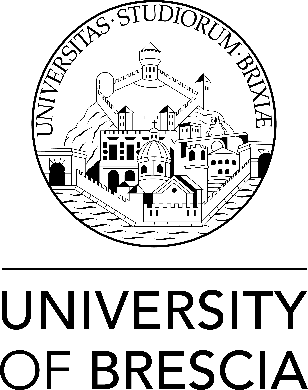 UNIVERSITAS · STUDIORUM · BRIXIÆ
UNIVERSITY
OF BRESCIA